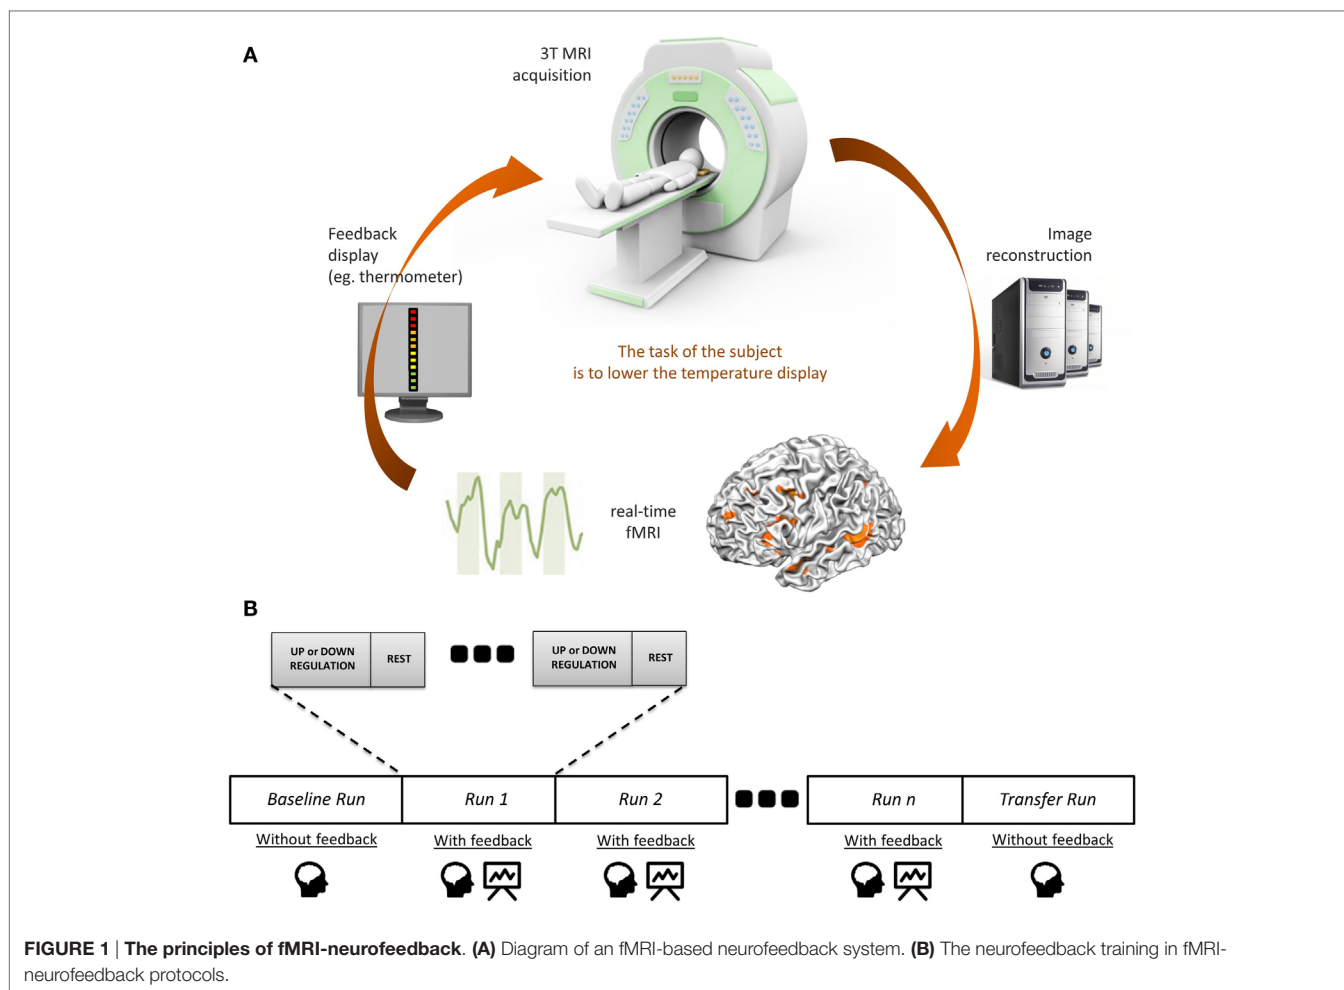 A
3T MRI
acquisition
Feedback
display
(eg. thermometer)
Image
reconstruction
The task of the subject
is to lower the temperature display
real-time
fMRI
B
UP or DOWN
REGULATION
REST
UP or DOWN
REGULATION
REST
Baseline Run
Run 1
Run 2
Run n
Transfer Run
Without feedback
With feedback
With feedback
With feedback
Without feedback
FIGURE 1 | The principles of fMRI-neurofeedback. (A) Diagram of an fMRI-based neurofeedback system. (B) The neurofeedback training in fMRI-
neurofeedback protocols.